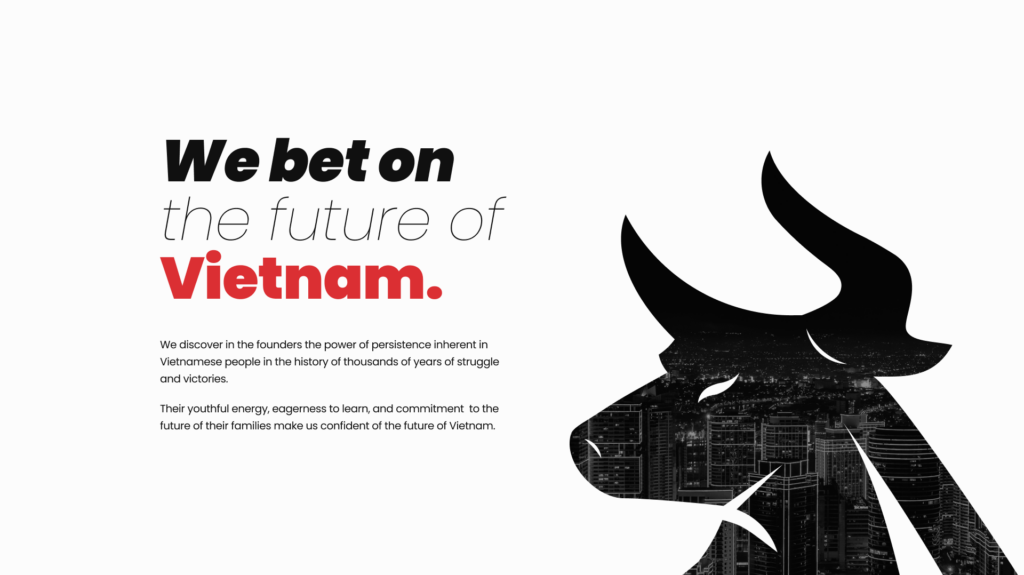 We bet on
the future of
Vietnam.
We discover in the founders the power of persistence inherent in
Vietnamese people in the history of thousands of years of struggle
and victories.
Their youthful energy, eagerness to learn, and commitment  to the
future of their families make us confident of the future of Vietnam.